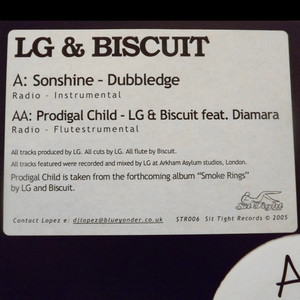 LG & BISCUIT
A: Sonshine - Dubbledge
Radio - Instrumental
AA: Prodigal Child - LG & Biscuit feat. Diamara
Radio - Flutestrumental
All tracks produced by LG. All cuts by LG. All flute by Biscuit.
All tracks featured were recorded and mixed by LG at Arkham Asylum studios, London.
Prodigal Child is taken from the forthcoming album "Smoke Rings"
by LG and Biscuit.
Sit Tight
Contact Lopez e: djlopez@blueyonder.co.uk STR006 Sit Tight Records © 2005
A